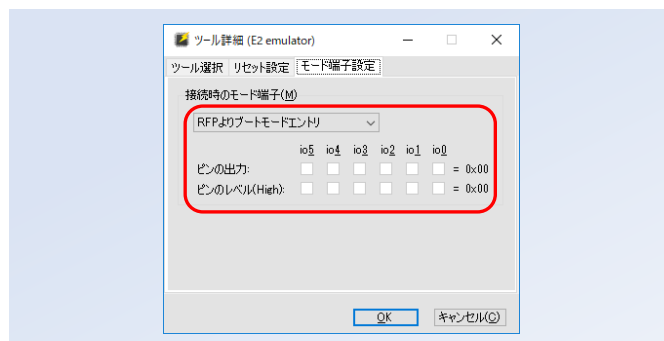 ツール詳細 (E2 emulator)
ツール選択 リセット設定 モード端子設定
接続時のモード端子(M)
RFPよりブートモードエントリ
io5 io4 io3 io2 io1 io0
ピンの出力: = 0x00
ピンのレベル(High): = 0x00
OK キャンセル(C)